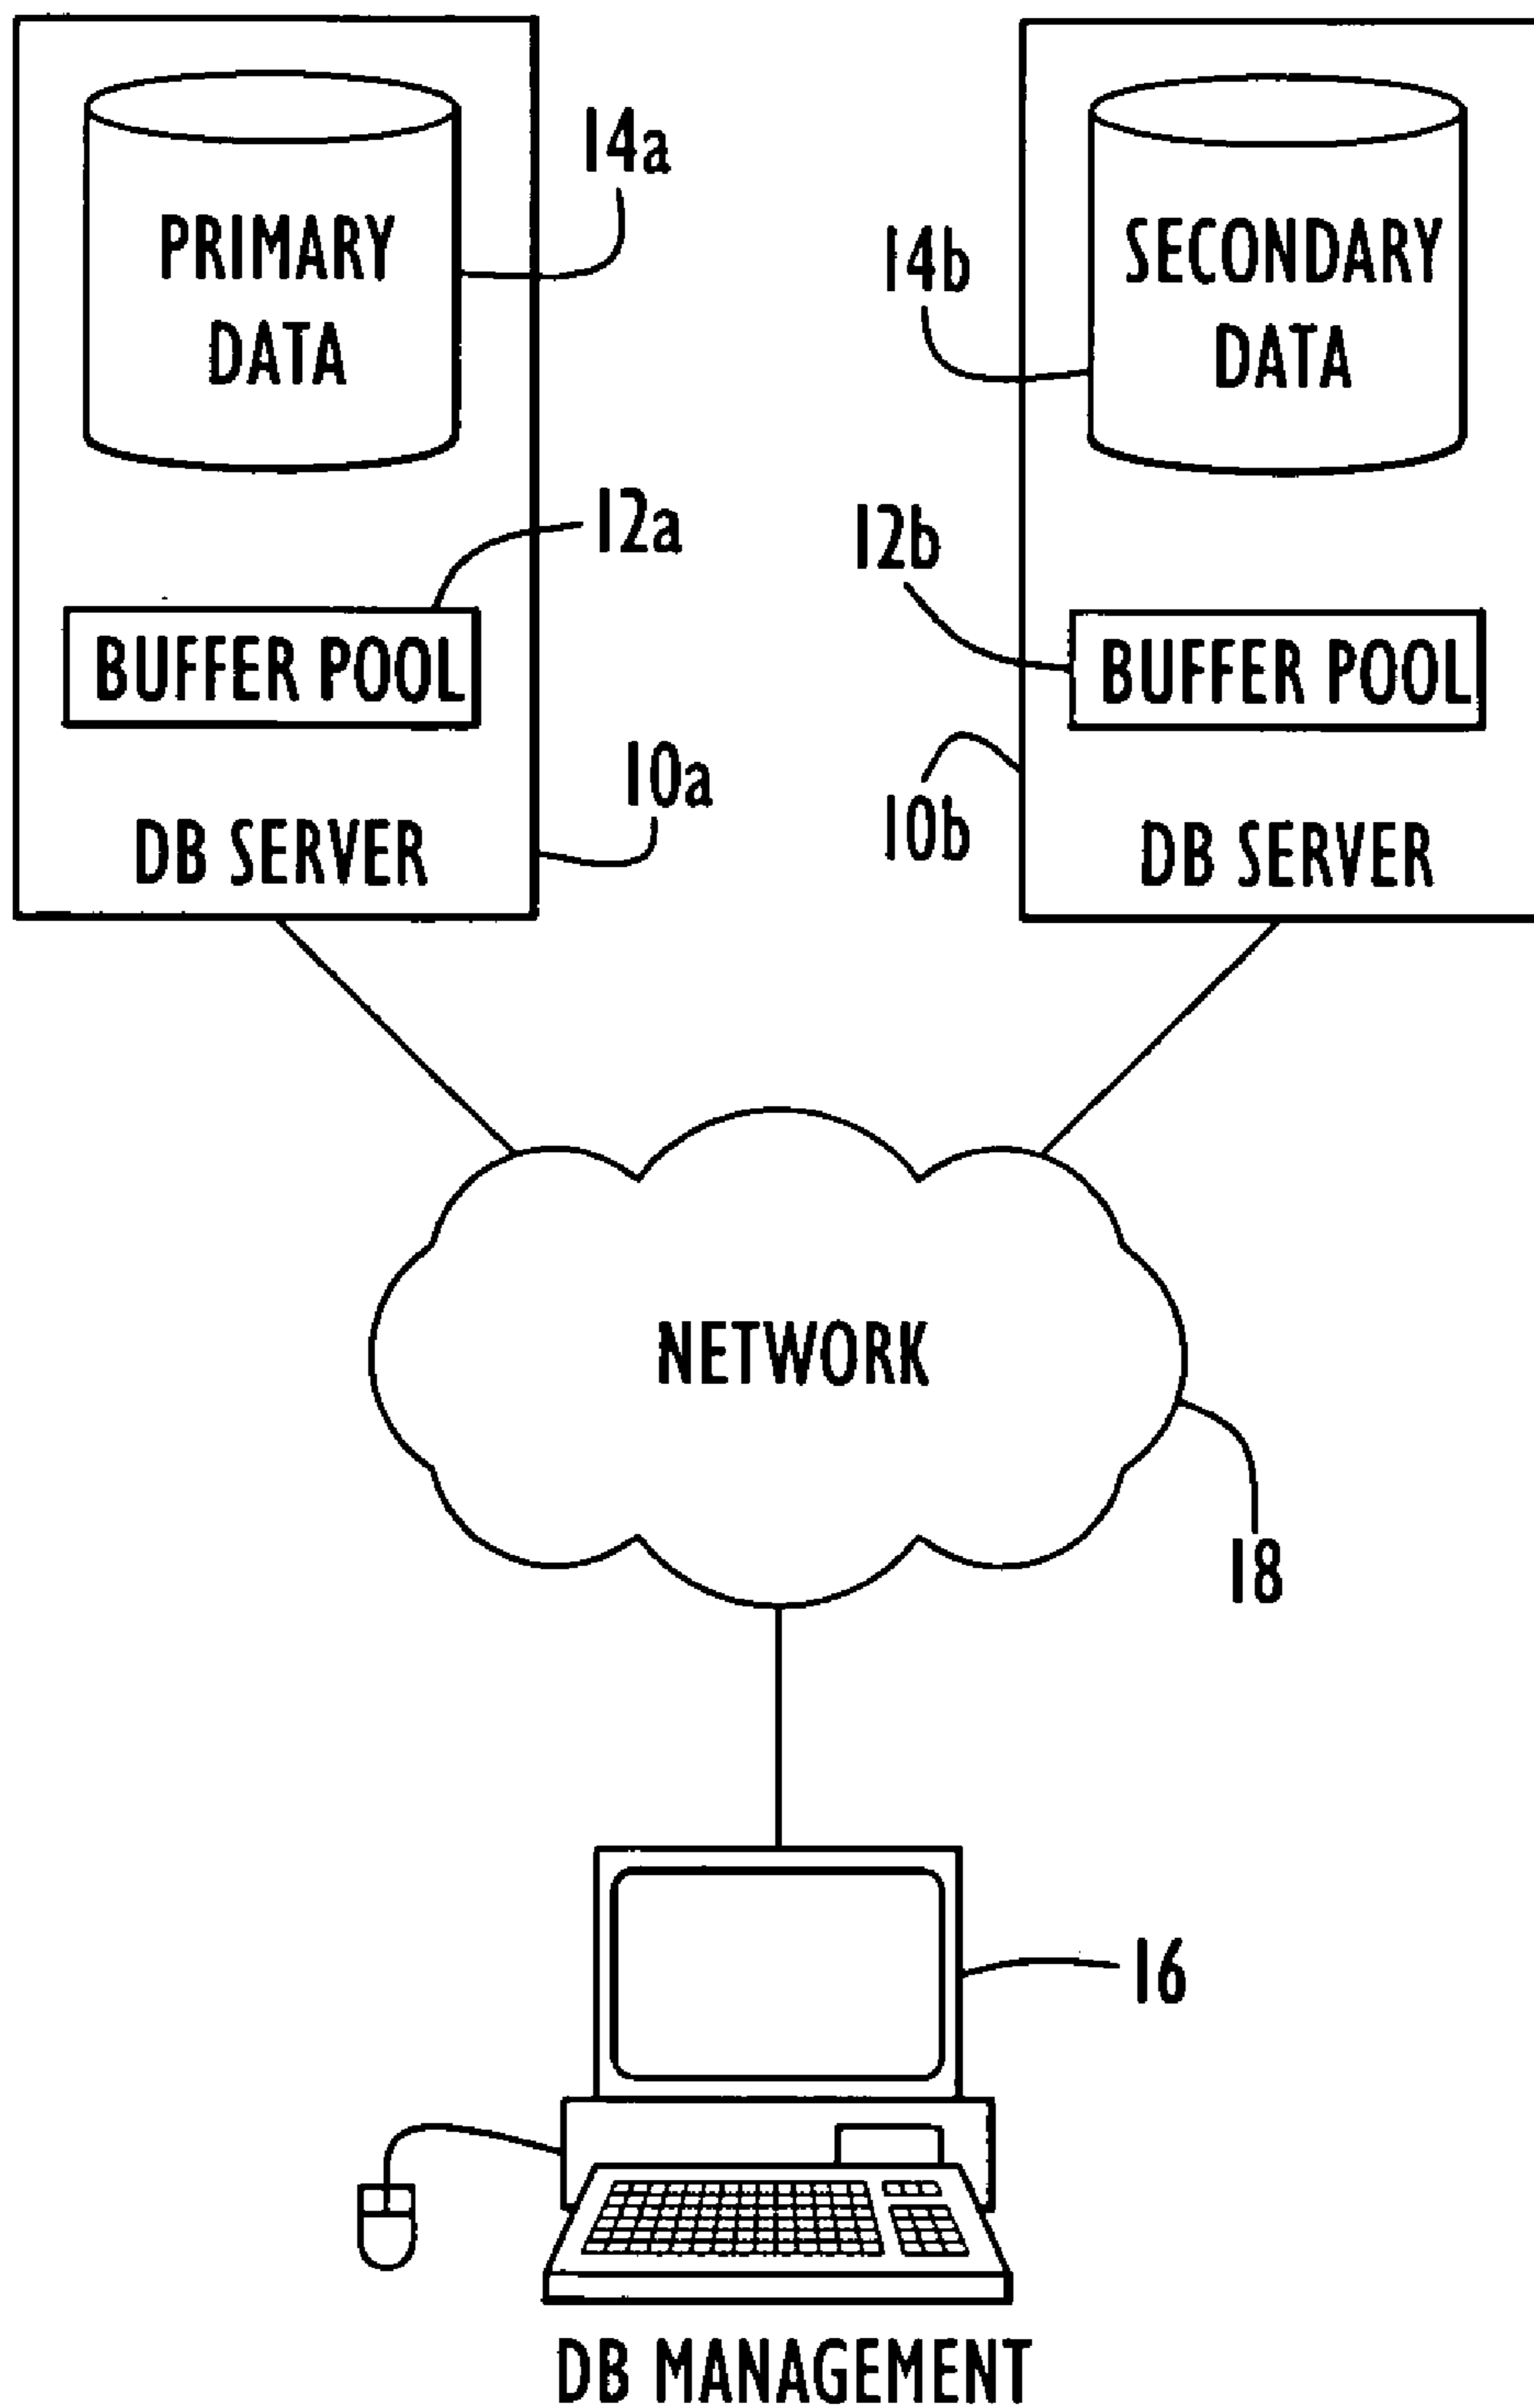 PRIMARY
DATA
14a
12a
BUFFER POOL
10a
DB SERVER
SECONDARY
DATA
14b
12b
BUFFER POOL
10b
DB SERVER
NETWORK
18
16
DB MANAGEMENT